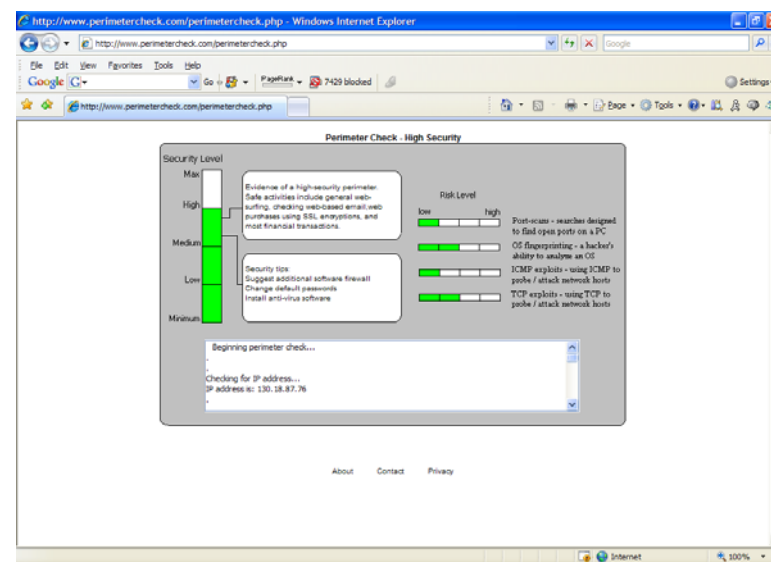 http://www.perimetercheck.com/perimetercheck.php - Windows Internet Explorer
http://www.perimetercheck.com/perimetercheck.php
Google
File Edit View Favorites Tools Help
Google G Go PageRank 7429 blocked Settings
http://www.perimetercheck.com/perimetercheck.php Page Tools
Perimeter Check - High Security
Security Level
Max
High
Medium
Low
Minimum
Evidence of a high-security perimeter.
Safe activities include general web-
surfing, checking web-based email,web
purchases using SSL encryptions, and
most financial transactions.
Security tips:
Suggest additional software firewall
Change default passwords
Install anti-virus software
Risk Level
low high
Port-scans - searches designed
to find open ports on a PC
OS fingerprinting - a hacker's
ability to analyse an OS
ICMP exploits - using ICMP to
probe / attack network hosts
TCP exploits - using TCP to
probe / attack network hosts
Beginning perimeter check...
.
.
Checking for IP address...
IP address is: 130.18.87.76
.
About Contact Privacy
Internet 100%